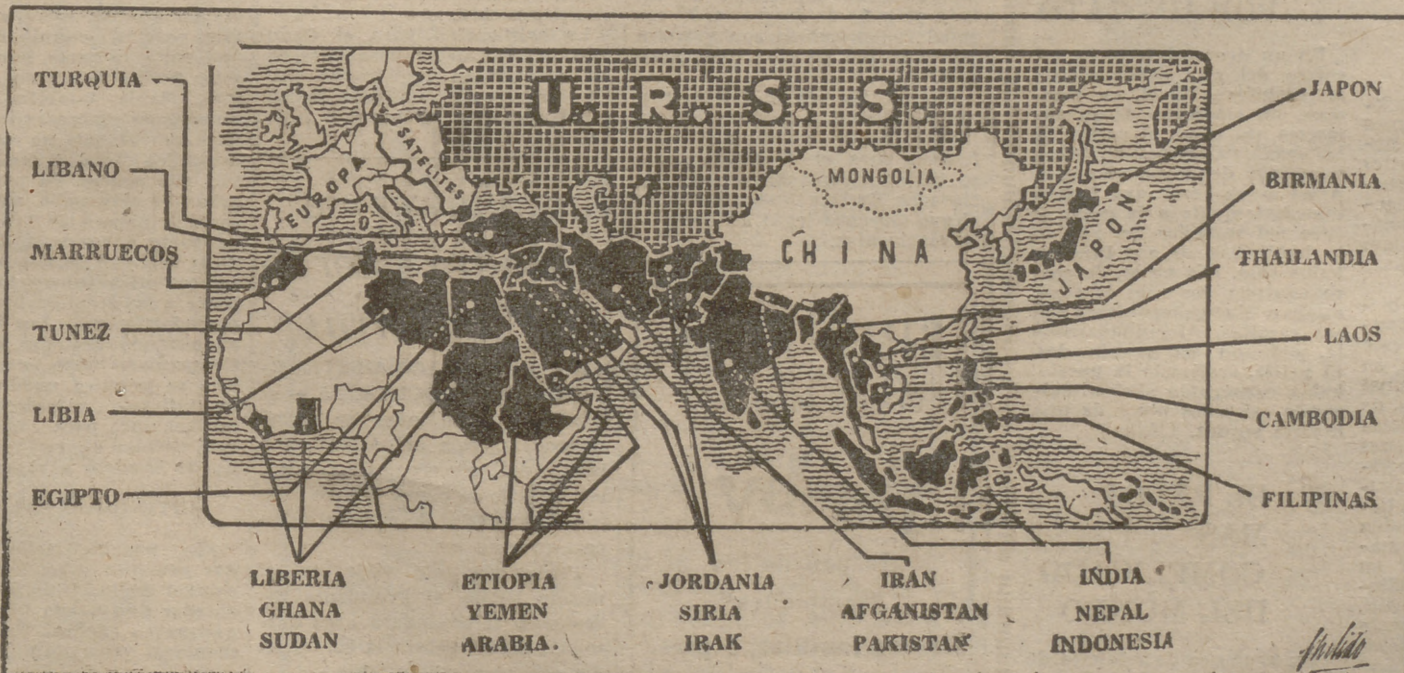 TURQUIA
LIBANO
MARRUECOS
TUNEZ
LIBIA
EGIPTO
U. R. S. S.
EUROPA
SATELITES
MONGOLIA
CHINA
JAPON
JAPON
BIRMANIA
THAILANDIA
LAOS
CAMBODIA
FILIPINAS
LIBERIA
GHANA
SUDAN
ETIOPIA
YEMEN
ARABIA.
JORDANIA
SIRIA
IRAK
IRAN
AFGANISTAN
PAKISTAN
INDIA
NEPAL
INDONESIA